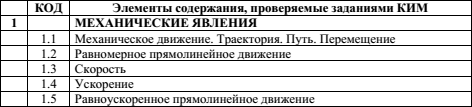 КОД Элементы содержания, проверяемые заданиями КИМ
1 МЕХАНИЧЕСКИЕ ЯВЛЕНИЯ
1.1 Механическое движение. Траектория. Путь. Перемещение
1.2 Равномерное прямолинейное движение
1.3 Скорость
1.4 Ускорение
1.5 Равноускоренное прямолинейное движение